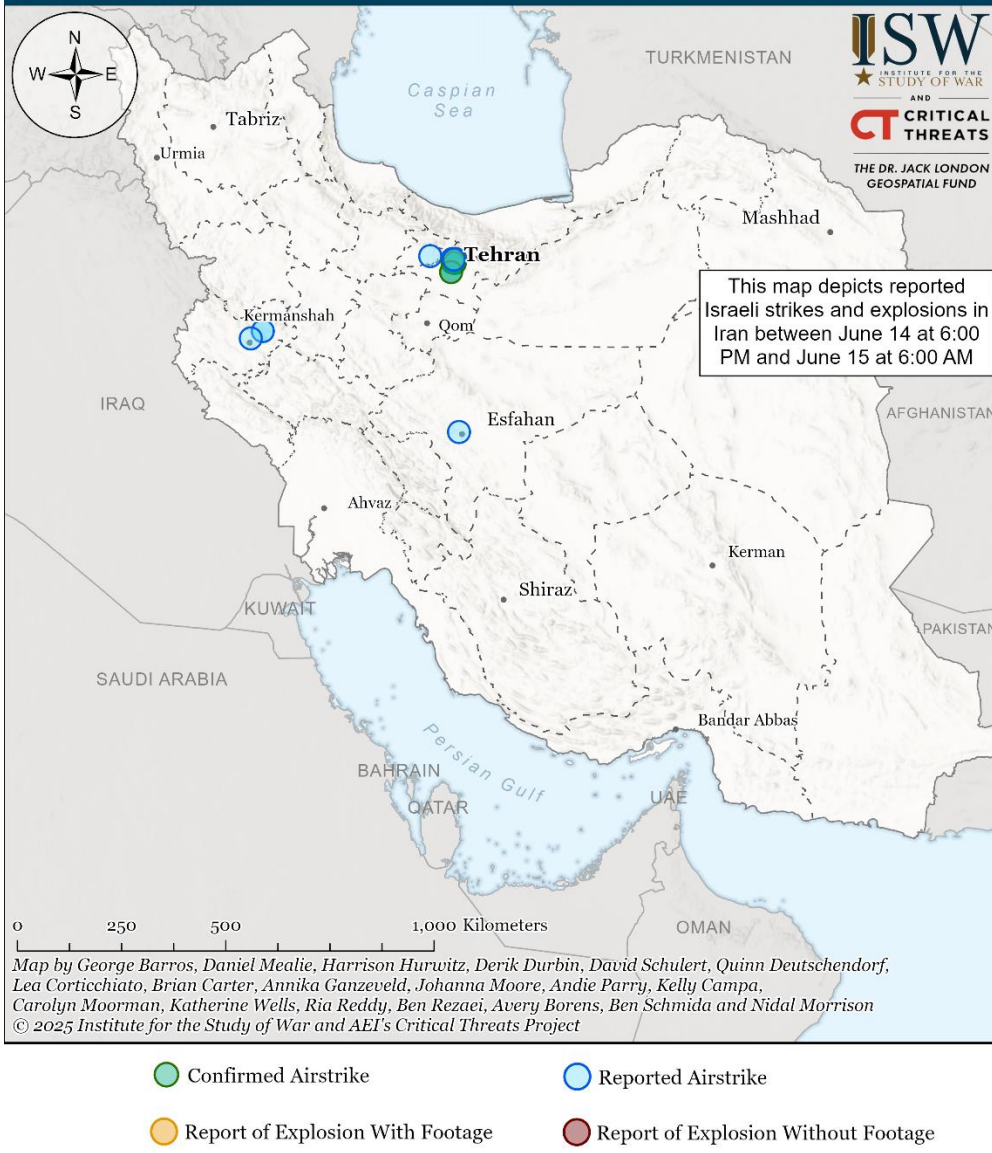 N
W
E
S
ISW
INSTITUTE FOR THE
STUDY OF WAR
AND
CT CRITICAL
THREATS
THE DR. JACK LONDON
GEOSPATIAL FUND
TURKMENISTAN
Caspian
Sea
Tabriz
Urmia
Mashhad
Tehran
This map depicts reported
Israeli strikes and explosions in
Iran between June 14 at 6:00
PM and June 15 at 6:00 AM
Kermanshah
Qom
IRAQ
Esfahan
AFGHANISTAN
Ahvaz
Kerman
Shiraz
KUWAIT
PAKISTAN
SAUDI ARABIA
Bandar Abbas
Persian Gulf
BAHRAIN
QATAR
UAE
OMAN
0 250 500 1,000 Kilometers
Map by George Barros, Daniel Mealie, Harrison Hurwitz, Derik Durbin, David Schulert, Quinn Deutschendorf,
Lea Corticchiato, Brian Carter, Annika Ganzeveld, Johanna Moore, Andie Parry, Kelly Campa,
Carolyn Moorman, Katherine Wells, Ria Reddy, Ben Rezaei, Avery Borens, Ben Schmida and Nidal Morrison
© 2025 Institute for the Study of War and AEI's Critical Threats Project
Confirmed Airstrike
Reported Airstrike
Report of Explosion With Footage
Report of Explosion Without Footage